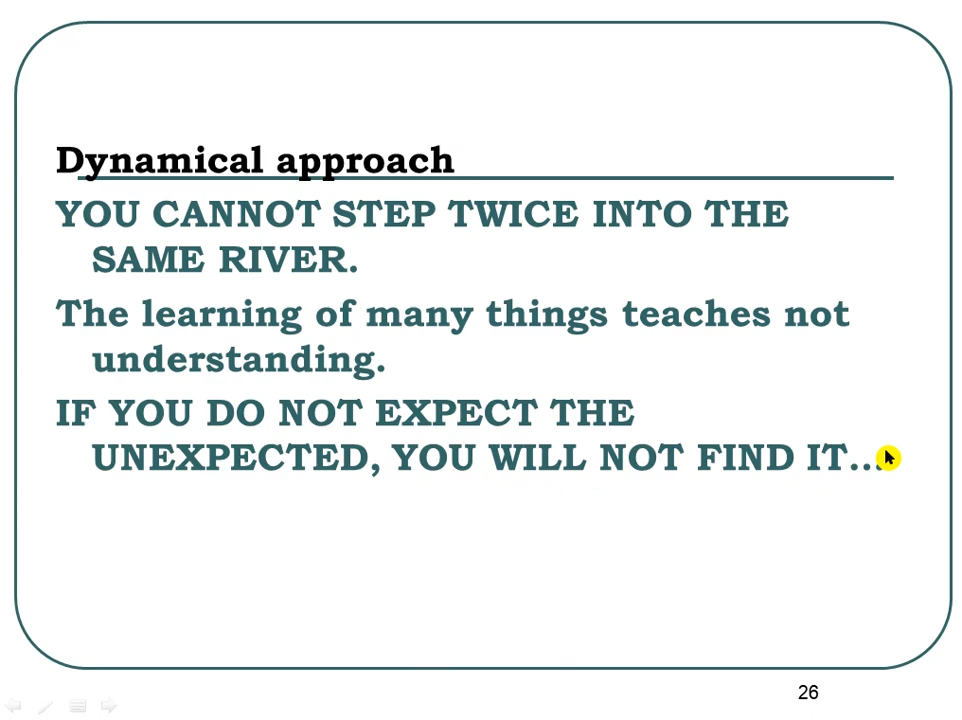 Dynamical approach
YOU CANNOT STEP TWICE INTO THE
SAME RIVER.
The learning of many things teaches not
understanding.
IF YOU DO NOT EXPECT THE
UNEXPECTED, YOU WILL NOT FIND IT...
26